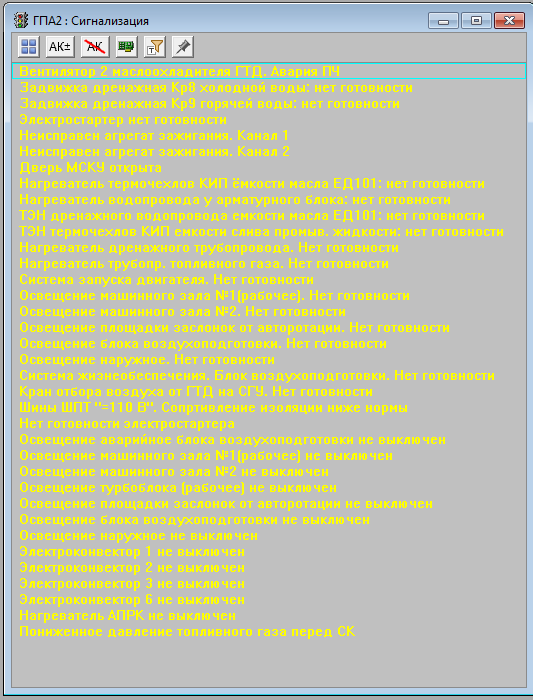 ГПА2 : Сигнализация
АК± АК
Вентилятор 2 маслоохладителя ГТД. Авария ПЧ
Задвижка дренажная Кр8 холодной воды: нет готовности
Задвижка дренажная Кр9 горячей воды: нет готовности
Электростартер нет готовности
Неисправен агрегат зажигания. Канал 1
Неисправен агрегат зажигания. Канал 2
Дверь МСКУ открыта
Нагреватель термочехлов КИП ёмкости масла ЕД101: нет готовности
Нагреватель водопровода у арматурного блока: нет готовности
ТЭН дренажного водопровода емкости масла ЕД101: нет готовности
ТЭН термочехлов КИП емкости слива промыв. жидкости: нет готовности
Нагреватель дренажного трубопровода. Нет готовности
Нагреватель трубопр. топливного газа. Нет готовности
Система запуска двигателя. Нет готовности
Освещение машинного зала №1(рабочее). Нет готовности
Освещение машинного зала №2. Нет готовности
Освещение площадки заслонок от авторотации. Нет готовности
Освещение блока воздухоподготовки. Нет готовности
Освещение наружное. Нет готовности
Система жизнеобеспечения. Блок воздухоподготовки. Нет готовности
Кран отбора воздуха от ГТД на СГУ. Нет готовности
Шины ШПТ "=110 В". Сопртивление изоляции ниже нормы
Нет готовности электростартера
Освещение аварийное блока воздухоподготовки не выключен
Освещение машинного зала №1(рабочее) не выключен
Освещение машинного зала №2 не выключен
Освещение турбоблока (рабочее) не выключен
Освещение площадки заслонок от авторотации не выключен
Освещение блока воздухоподготовки не выключен
Освещение наружное не выключен
Электроконвектор 1 не выключен
Электроконвектор 2 не выключен
Электроконвектор 3 не выключен
Электроконвектор 6 не выключен
Нагреватель АПРК не выключен
Пониженное давление топливного газа перед СК